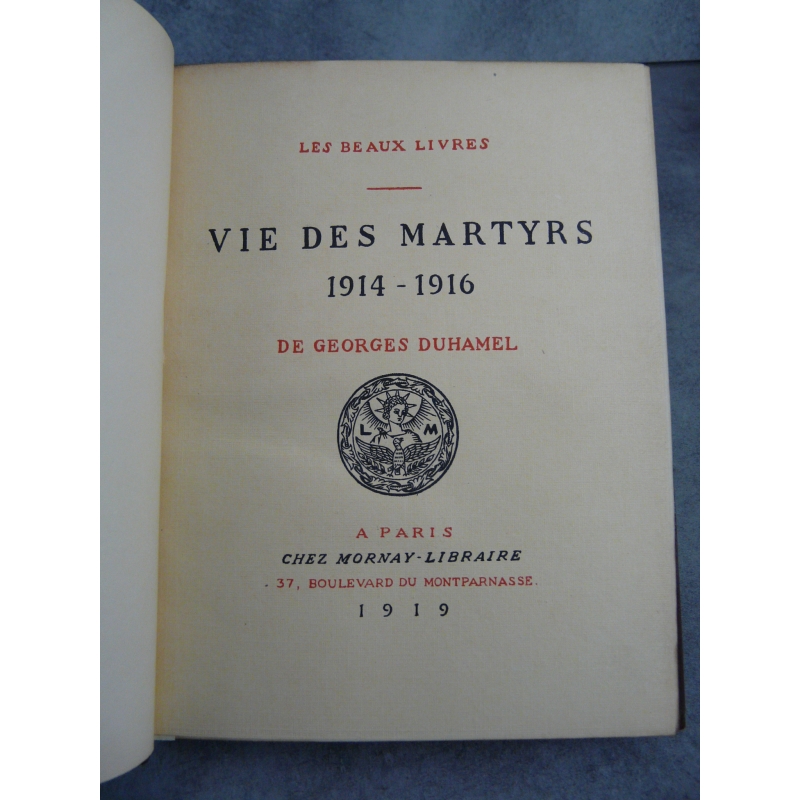 LES BEAUX LIVRES
VIE DES MARTYRS
1914 - 1916
DE GEORGES DUHAMEL
L M
A PARIS
CHEZ MORNAY-LIBRAIRE
37, BOULEVARD DU MONTPARNASSE.
1919